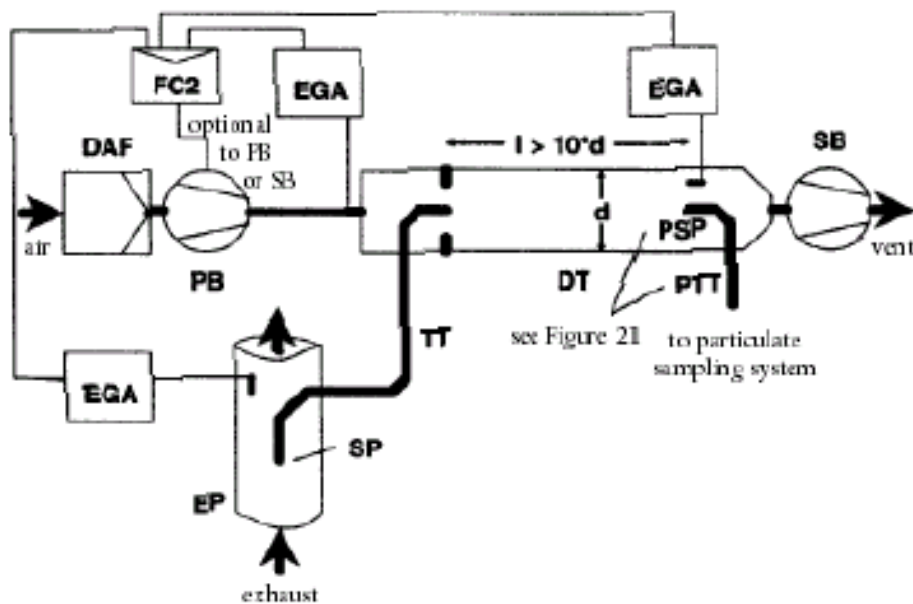 FC2
EGA
EGA
optional
to PB
or SB
DAF
l > 10*d
SB
air
d
PSP
vent
PB
DT
PTT
see Figure 21
to particulate
sampling system
TT
EGA
SP
EP
exhaust